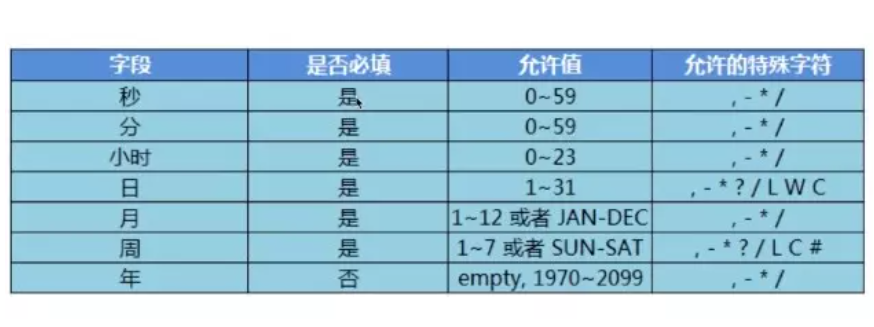 字段 是否必填 允许值 允许的特殊字符
秒 是 0~59 , - * /
分 是 0~59 , - * /
小时 是 0~23 , - * /
日 是 1~31 , - * ? / L W C
月 是 1~12 或者 JAN-DEC , - * /
周 是 1~7 或者 SUN-SAT , - * ? / L C #
年 否 empty, 1970~2099 , - * /